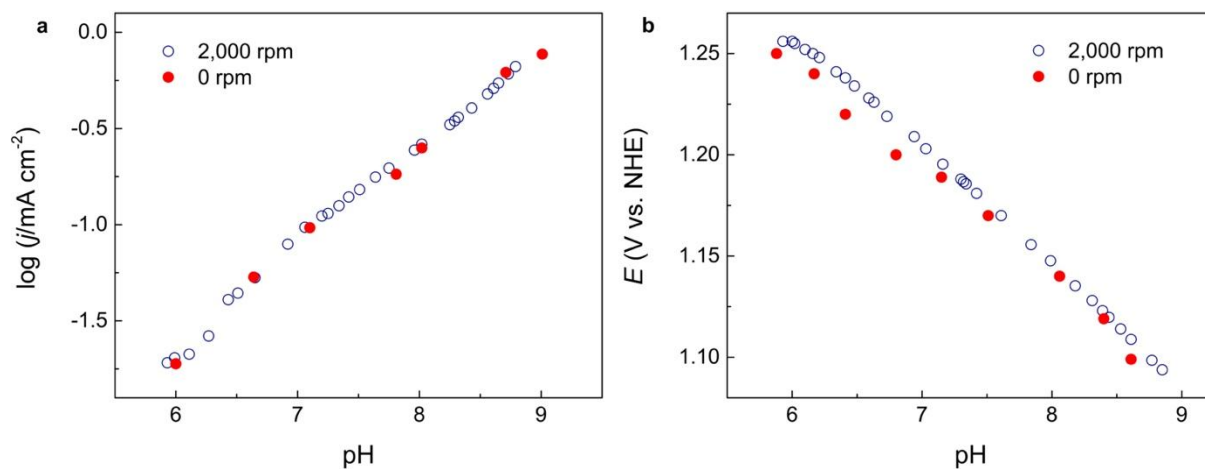 a
2,000 rpm
0 rpm
log (j/mA cm⁻²)
0.0
-0.5
-1.0
-1.5
6
7
8
9
pH
b
2,000 rpm
0 rpm
E (V vs. NHE)
1.25
1.20
1.15
1.10
6
7
8
9
pH